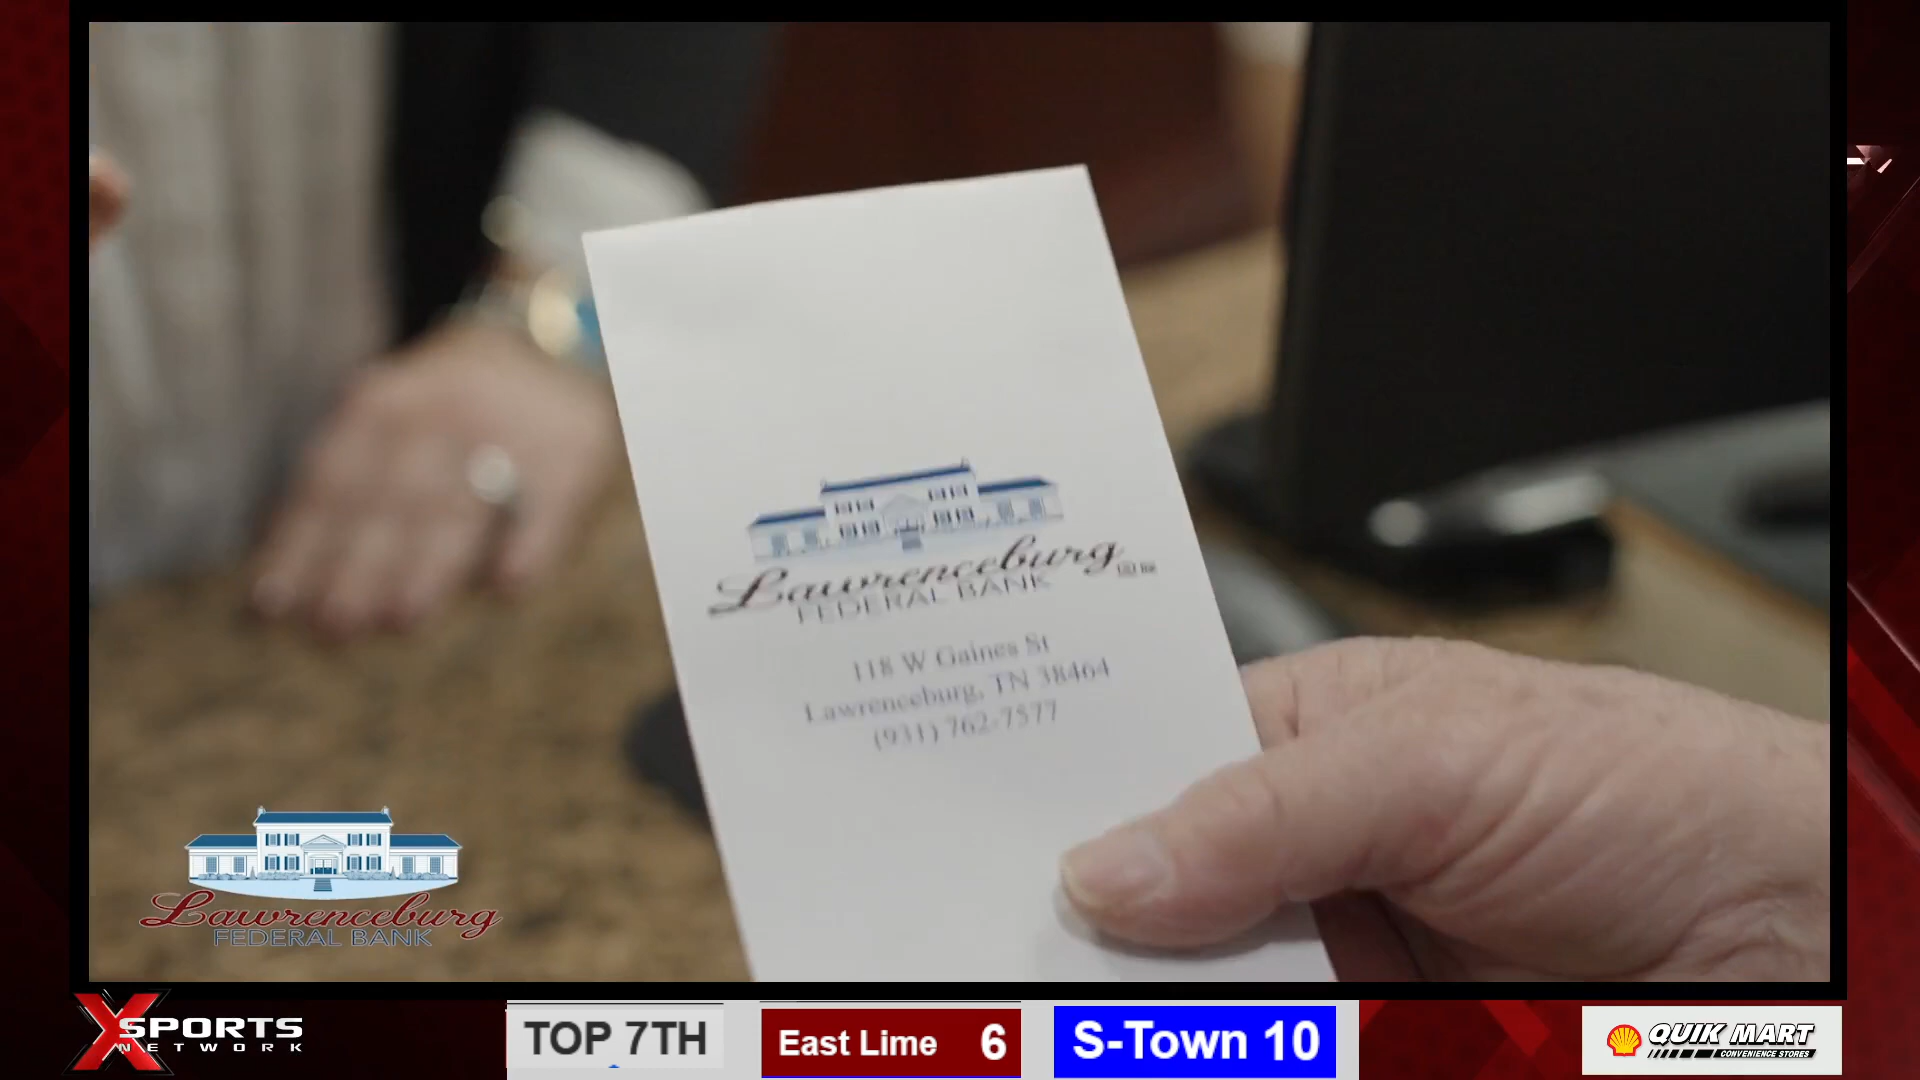 Lawrenceburg
FEDERAL BANK
118 W Gaines St
Lawrenceburg, TN 38464
(931) 762-7577
Lawrenceburg
FEDERAL BANK
XSPORTS
NETWORK
TOP 7TH
East Lime 6
S-Town 10
QUIK MART
CONVENIENCE STORES